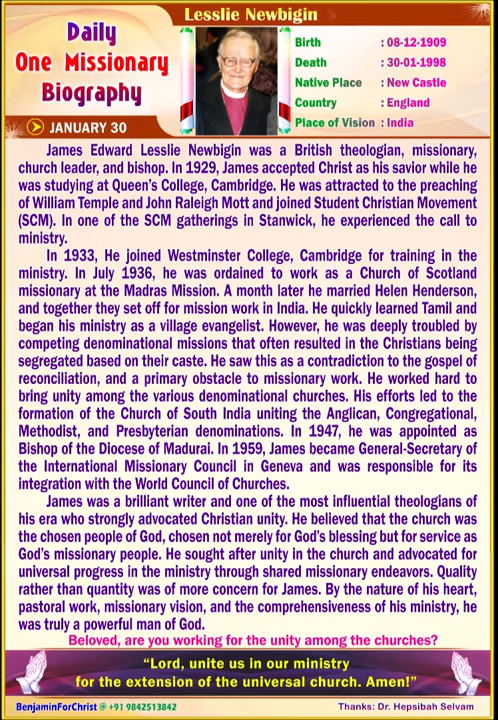 Lesslie Newbigin
Daily
One Missionary
Biography
JANUARY 30
Birth : 08-12-1909
Death : 30-01-1998
Native Place : New Castle
Country : England
Place of Vision : India
James Edward Lesslie Newbigin was a British theologian, missionary,
church leader, and bishop. In 1929, James accepted Christ as his savior while he
was studying at Queen's College, Cambridge. He was attracted to the preaching
of William Temple and John Raleigh Mott and joined Student Christian Movement
(SCM). In one of the SCM gatherings in Stanwick, he experienced the call to
ministry.
In 1933, He joined Westminster College, Cambridge for training in the
ministry. In July 1936, he was ordained to work as a Church of Scotland
missionary at the Madras Mission. A month later he married Helen Henderson,
and together they set off for mission work in India. He quickly learned Tamil and
began his ministry as a village evangelist. However, he was deeply troubled by
competing denominational missions that often resulted in the Christians being
segregated based on their caste. He saw this as a contradiction to the gospel of
reconciliation, and a primary obstacle to missionary work. He worked hard to
bring unity among the various denominational churches. His efforts led to the
formation of the Church of South India uniting the Anglican, Congregational,
Methodist, and Presbyterian denominations. In 1947, he was appointed as
Bishop of the Diocese of Madurai. In 1959, James became General-Secretary of
the International Missionary Council in Geneva and was responsible for its
integration with the World Council of Churches.
James was a brilliant writer and one of the most influential theologians of
his era who strongly advocated Christian unity. He believed that the church was
the chosen people of God, chosen not merely for God's blessing but for service as
God's missionary people. He sought after unity in the church and advocated for
universal progress in the ministry through shared missionary endeavors. Quality
rather than quantity was of more concern for James. By the nature of his heart,
pastoral work, missionary vision, and the comprehensiveness of his ministry, he
was truly a powerful man of God.
Beloved, are you working for the unity among the churches?
"Lord, unite us in our ministry
for the extension of the universal church. Amen!"
BenjaminForChrist @ +91 9842513842
Thanks: Dr. Hepsibah Selvam